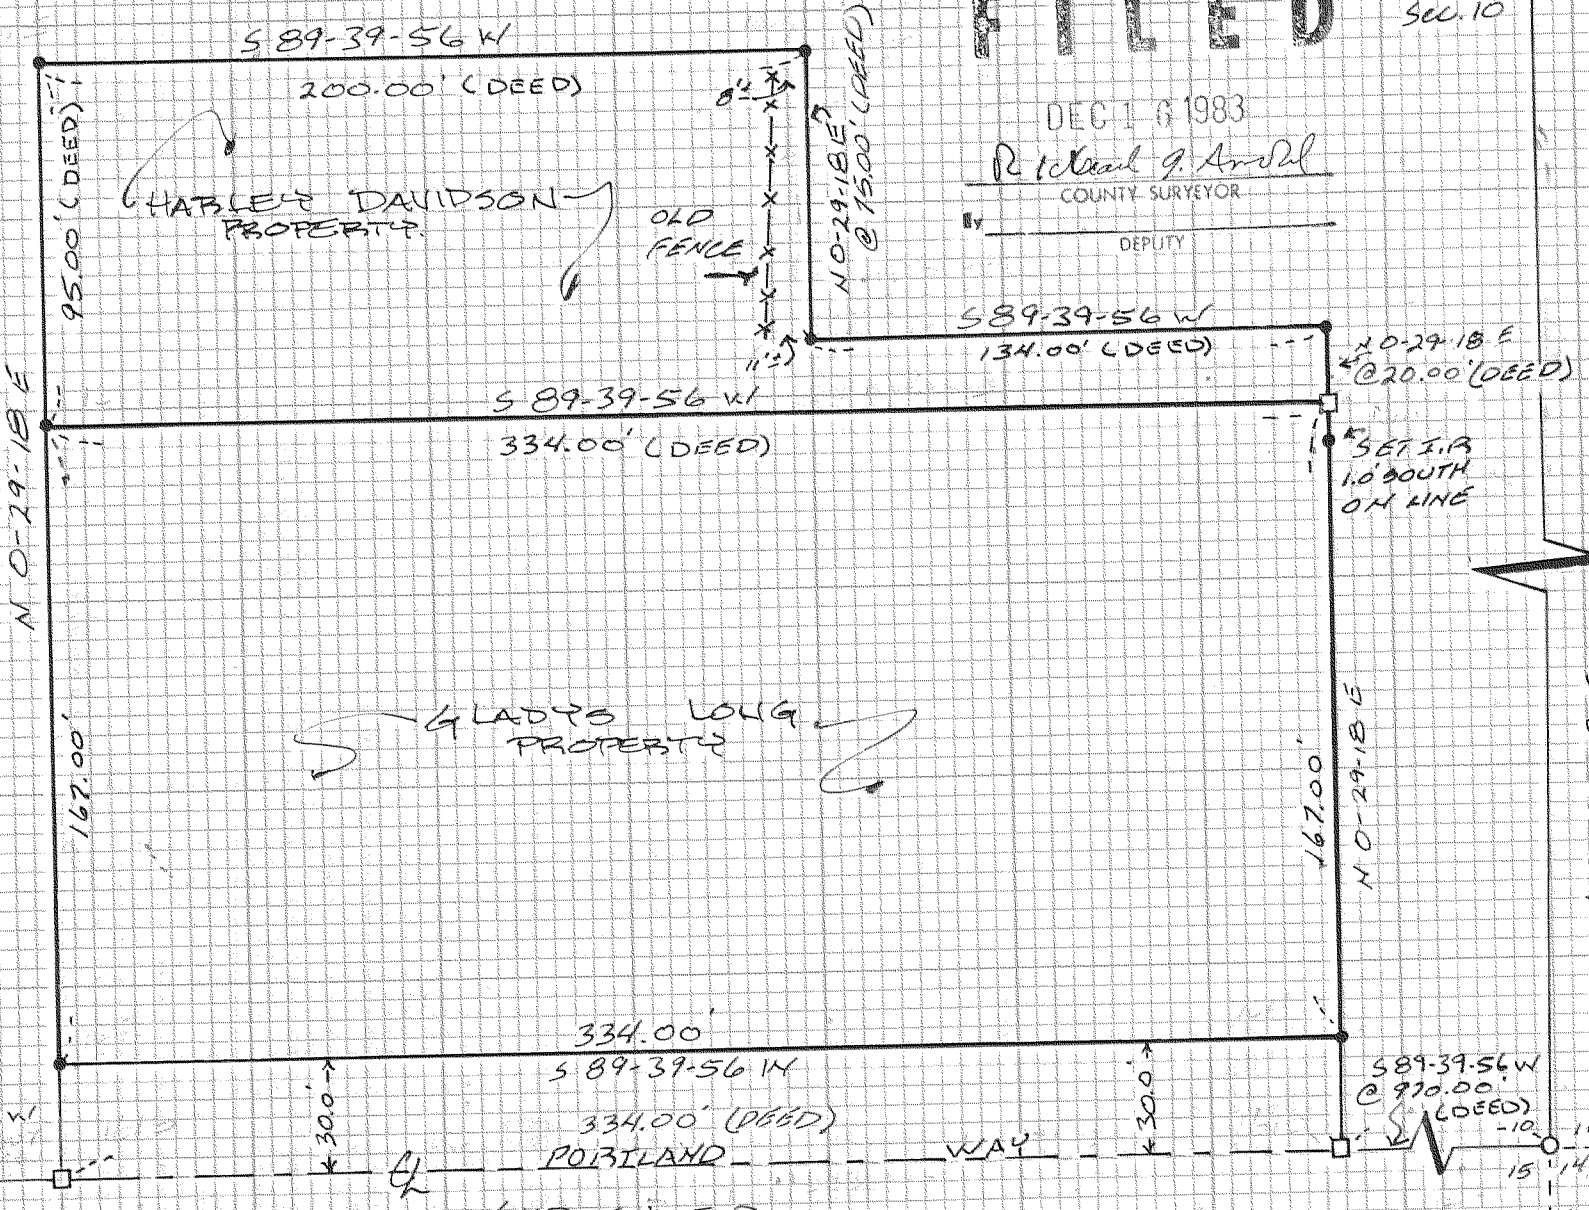 S 89-39-56 W
200.00' (DEED)
FILED
Sec. 10
DEC 16 1983
COUNTY SURVEYOR
By
DEPUTY
95.00' (DEED)
HARLEY DAVIDSON
PROPERTY.
OLD
FENCE
8'±
11'±
N 0-29-18 E
@ 75.00' (DEED)
S 89-39-56 W
134.00' (DEED)
N 0-29-18 E
@ 20.00' (DEED)
S 89-39-56 W
334.00' (DEED)
SET I.R
1.0' SOUTH
ON LINE
N 0-29-18 E
GLADYS LONG
PROPERTY
167.00'
167.00'
N 0-29-18 E
334.00'
S 89-39-56 W
334.00' (DEED)
30.0'
30.0'
S 89-39-56 W
@ 970.00'
(DEED)
PORTLAND WAY
10
15 14